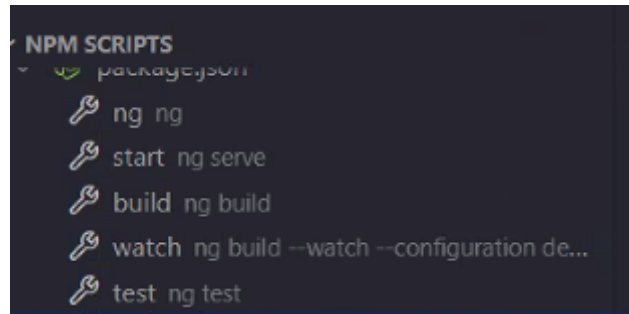 NPM SCRIPTS
package.json
ng ng
start ng serve
build ng build
watch ng build --watch --configuration de...
test ng test